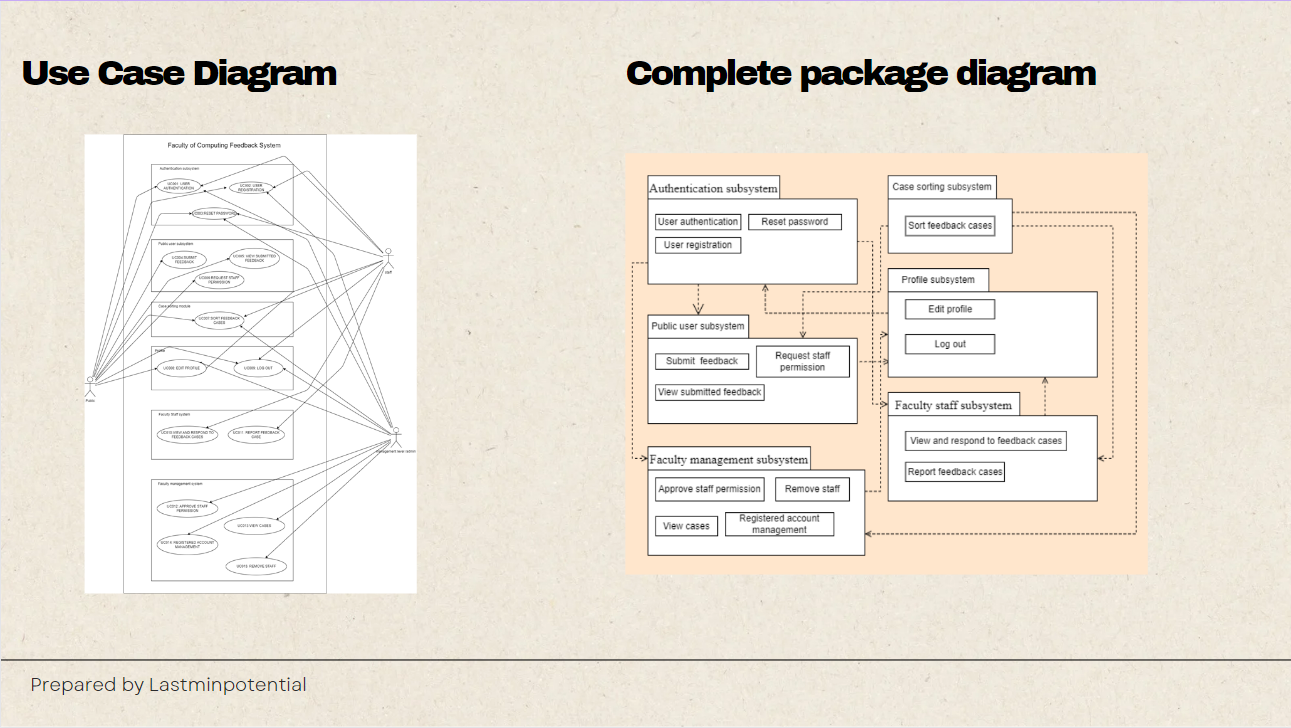 Use Case Diagram
Complete package diagram
Faculty of Computing Feedback System
Authentication subsystem
UC001: USER
AUTHENTICATION
UC002: USER
REGISTRATION
UC003:RESET PASSWORD
Public user subsystem
UC004:SUBMIT
FEEDBACK
UC005: VIEW SUBMITTED
FEEDBACK
UC006:REQUEST STAFF
PERMISSION
Case sorting module
UC007:SORT FEEDBACK
CASES
Profile
UC008: EDIT PROFILE
UC009: LOG OUT
Faculty Staff system
UC010:VIEW AND RESPOND TO
FEEDBACK CASES
UC011: REPORT FEEDBACK
CASE
Faculty management system
UC012: APPROVE STAFF
PERMISSION
UC013:VIEW CASES
UC014: REGISTERED ACCOUNT
MANAGEMENT
UC015: REMOVE STAFF
Public
staff
Authentication subsystem
User authentication
Reset password
User registration
Case sorting subsystem
Sort feedback cases
Profile subsystem
Edit profile
Log out
Public user subsystem
Submit feedback
Request staff
permission
View submitted feedback
Faculty staff subsystem
View and respond to feedback cases
Report feedback cases
Faculty management subsystem
Approve staff permission
Remove staff
View cases
Registered account
management
Prepared by Lastminpotential